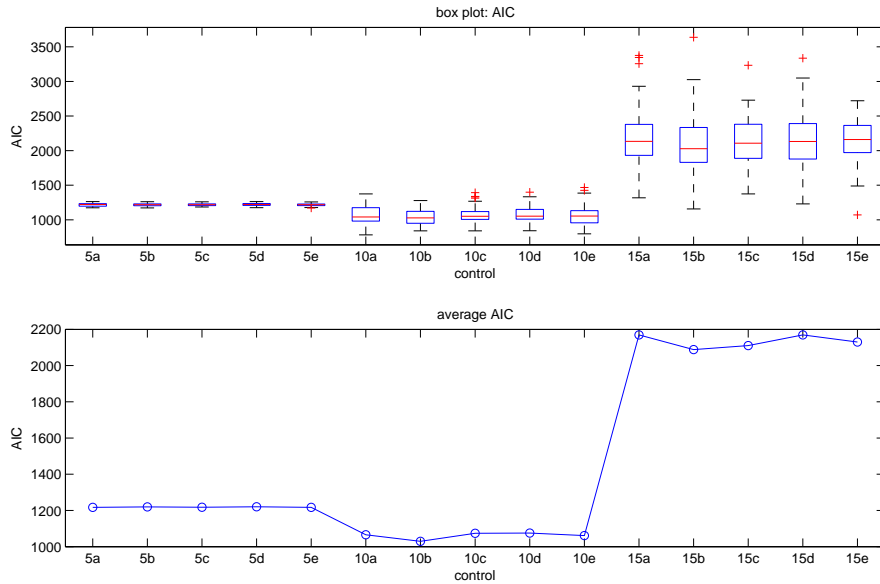 box plot: AIC
3500
3000
2500
2000
1500
1000
AIC
5a 5b 5c 5d 5e 10a 10b 10c 10d 10e 15a 15b 15c 15d 15e
control
average AIC
2200
2000
1800
1600
1400
1200
1000
AIC
5a 5b 5c 5d 5e 10a 10b 10c 10d 10e 15a 15b 15c 15d 15e
control